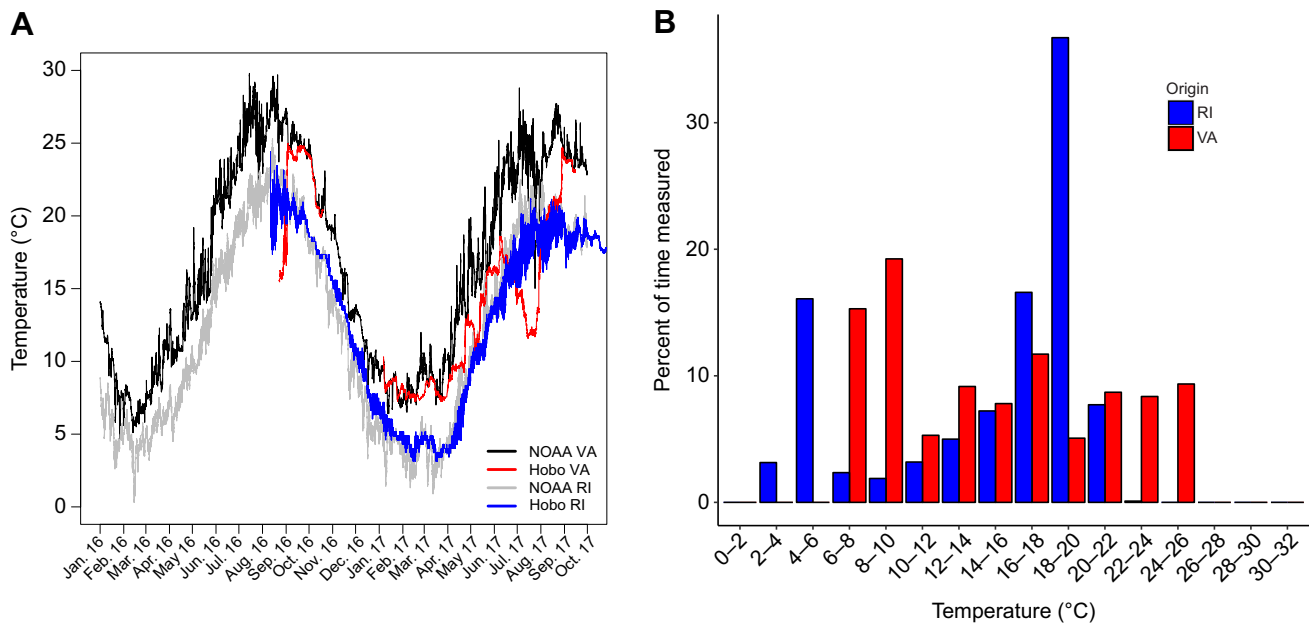 A
Temperature (°C)
30
25
20
15
10
5
0
NOAA VA
Hobo VA
NOAA RI
Hobo RI
Jan. 16
Feb. 16
Mar. 16
Apr. 16
May 16
Jun. 16
Jul. 16
Aug. 16
Sep. 16
Oct. 16
Nov. 16
Dec. 16
Jan. 17
Feb. 17
Mar. 17
Apr. 17
May 17
Jun. 17
Jul. 17
Aug. 17
Sep. 17
Oct. 17
B
Percent of time measured
30
20
10
0
Origin
RI
VA
0–2
2–4
4–6
6–8
8–10
10–12
12–14
14–16
16–18
18–20
20–22
22–24
24–26
26–28
28–30
30–32
Temperature (°C)